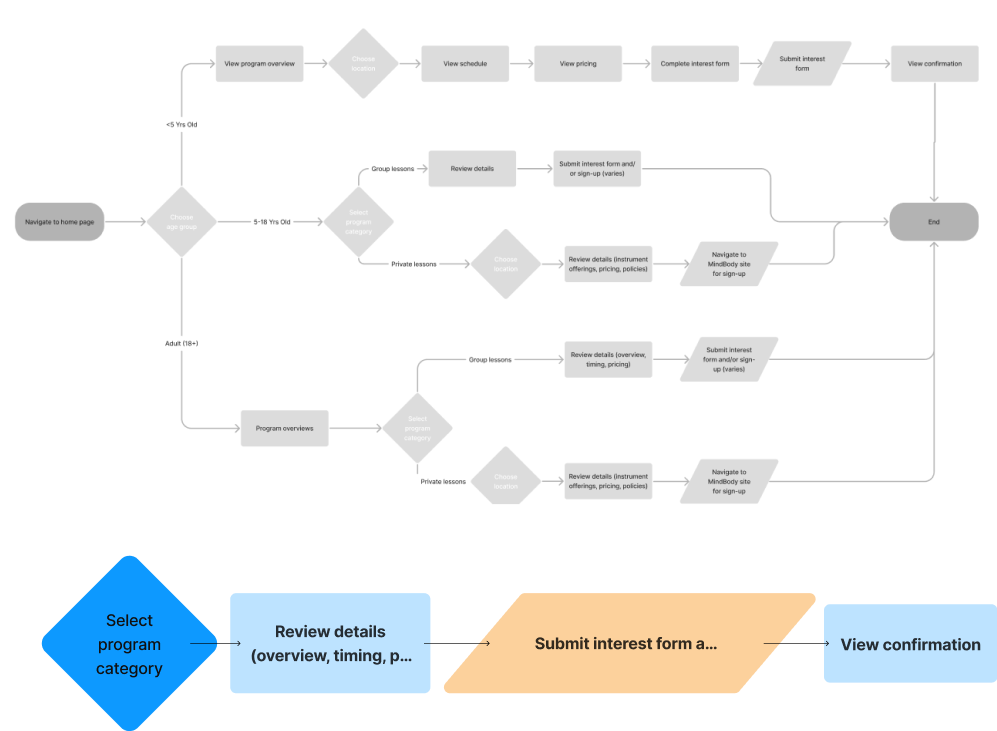 View program overview
Choose
location
View schedule
View pricing
Complete interest form
Submit interest
form
View confirmation
<5 Yrs Old
Group lessons
Review details
Submit interest form and/
or sign-up (varies)
Navigate to home page
Choose
age group
5-18 Yrs Old
Select
program
category
End
Private lessons
Choose
location
Review details (instrument
offerings, pricing, policies)
Navigate to
MindBody site
for sign-up
Adult (18+)
Group lessons
Review details (overview,
timing, pricing)
Submit interest
form and/or sign-
up (varies)
Program overviews
Select
program
category
Private lessons
Choose
location
Review details (instrument
offerings, pricing, policies)
Navigate to
MindBody site
for sign-up
Select
program
category
Review details
(overview, timing, p...
Submit interest form a...
View confirmation